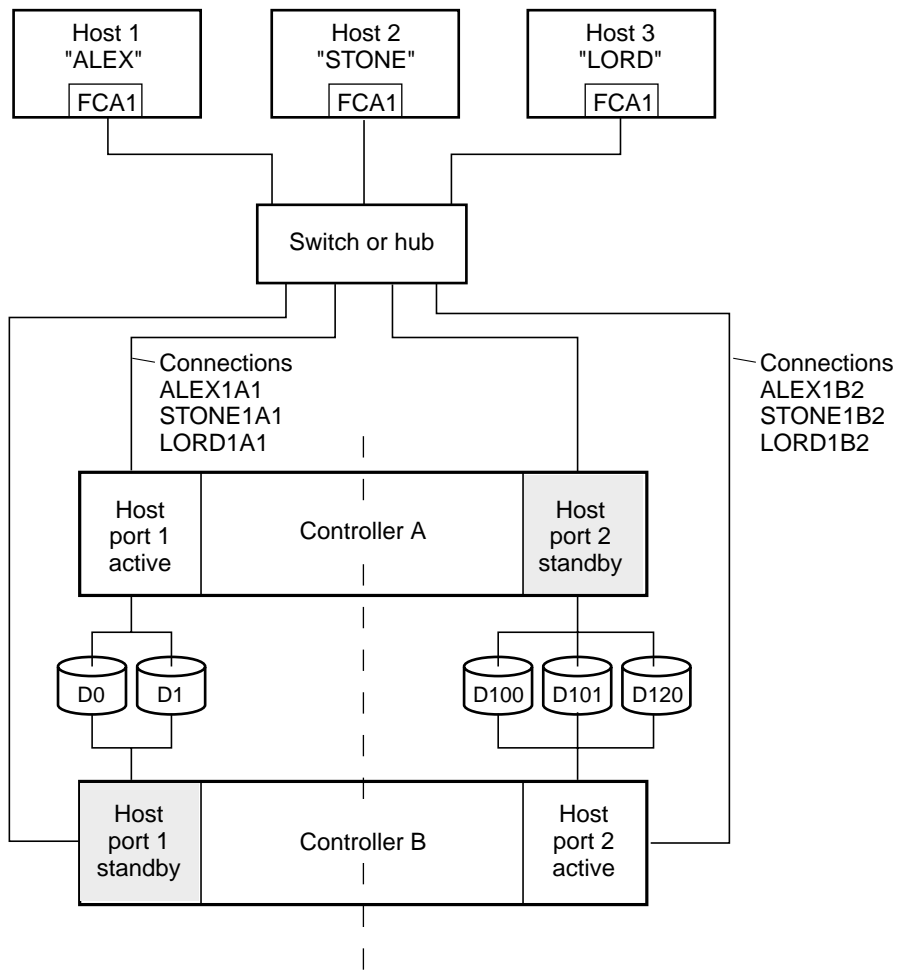 Host 1
"ALEX"
FCA1
Host 2
"STONE"
FCA1
Host 3
"LORD"
FCA1
Switch or hub
Connections
ALEX1A1
STONE1A1
LORD1A1
Connections
ALEX1B2
STONE1B2
LORD1B2
Host
port 1
active
Controller A
Host
port 2
standby
D0
D1
D100
D101
D120
Host
port 1
standby
Controller B
Host
port 2
active